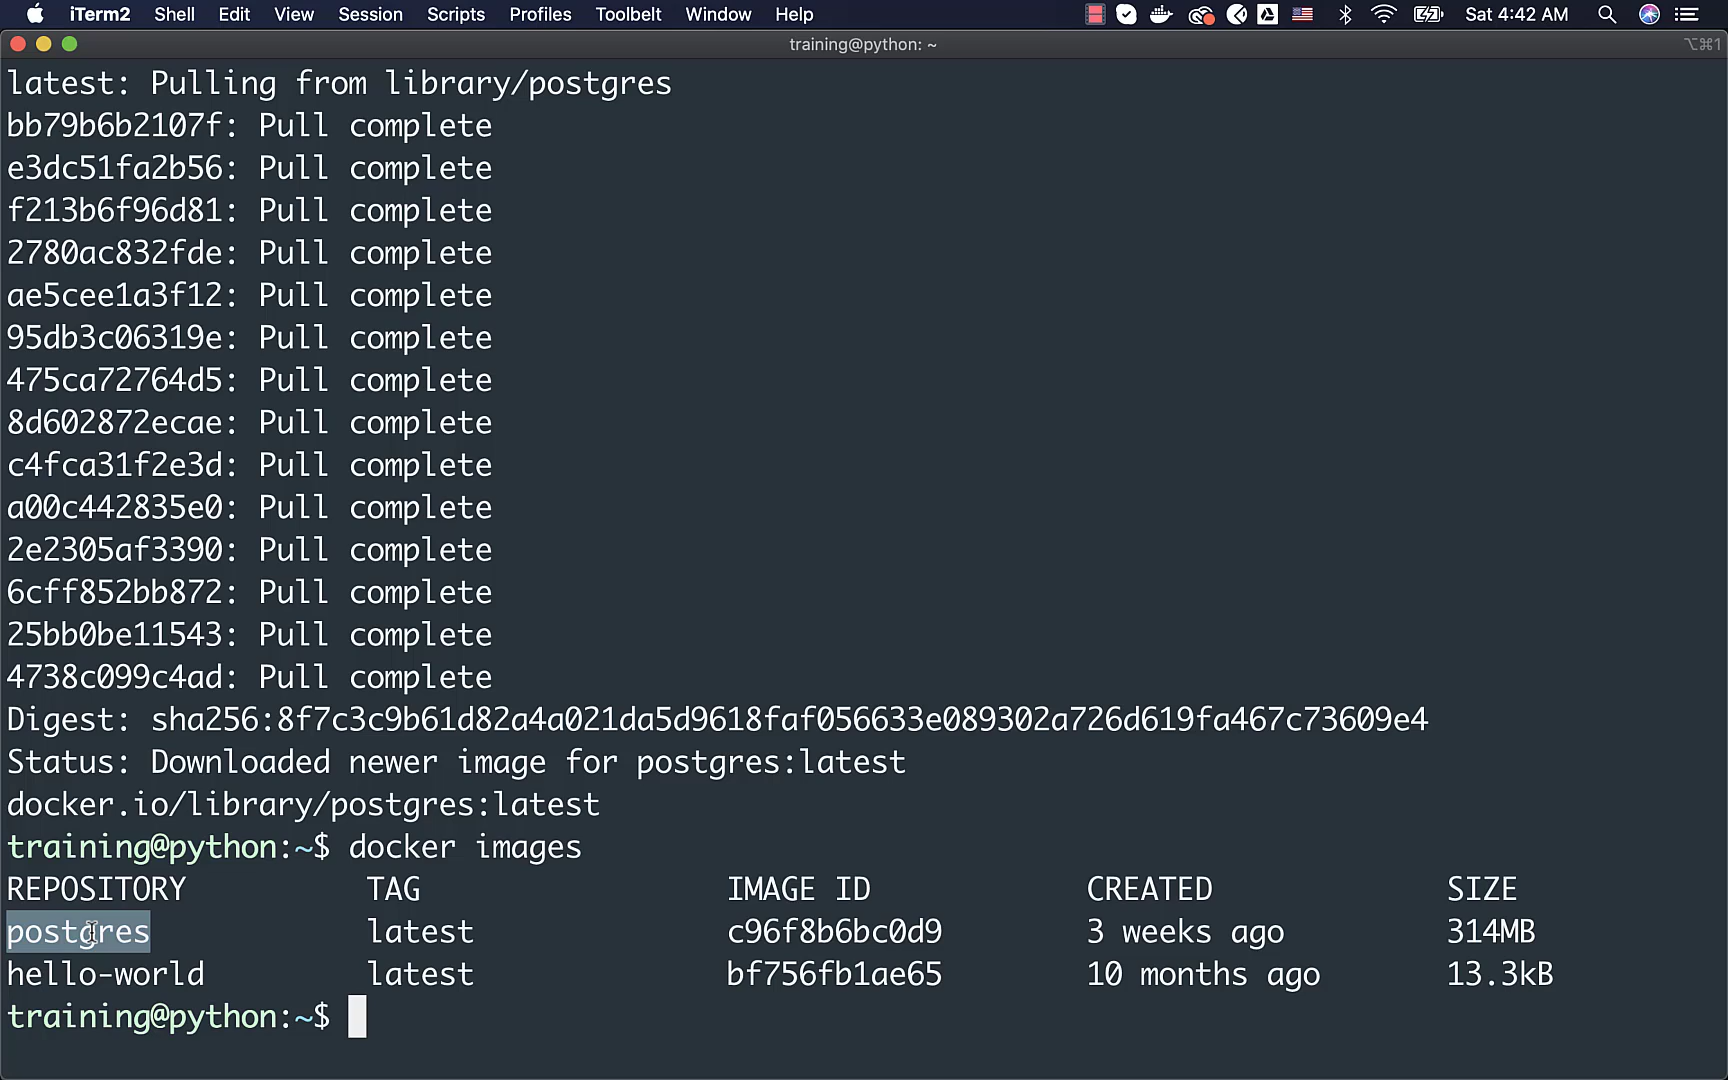 iTerm2 Shell Edit View Session Scripts Profiles Toolbelt Window Help Sat 4:42 AM
training@python: ~ ⌥⌘1
latest: Pulling from library/postgres
bb79b6b2107f: Pull complete
e3dc51fa2b56: Pull complete
f213b6f96d81: Pull complete
2780ac832fde: Pull complete
ae5cee1a3f12: Pull complete
95db3c06319e: Pull complete
475ca72764d5: Pull complete
8d602872ecae: Pull complete
c4fca31f2e3d: Pull complete
a00c442835e0: Pull complete
2e2305af3390: Pull complete
6cff852bb872: Pull complete
25bb0be11543: Pull complete
4738c099c4ad: Pull complete
Digest: sha256:8f7c3c9b61d82a4a021da5d9618faf056633e089302a726d619fa467c73609e4
Status: Downloaded newer image for postgres:latest
docker.io/library/postgres:latest
training@python:~$ docker images
REPOSITORY TAG IMAGE ID CREATED SIZE
postgres latest c96f8b6bc0d9 3 weeks ago 314MB
hello-world latest bf756fb1ae65 10 months ago 13.3kB
training@python:~$